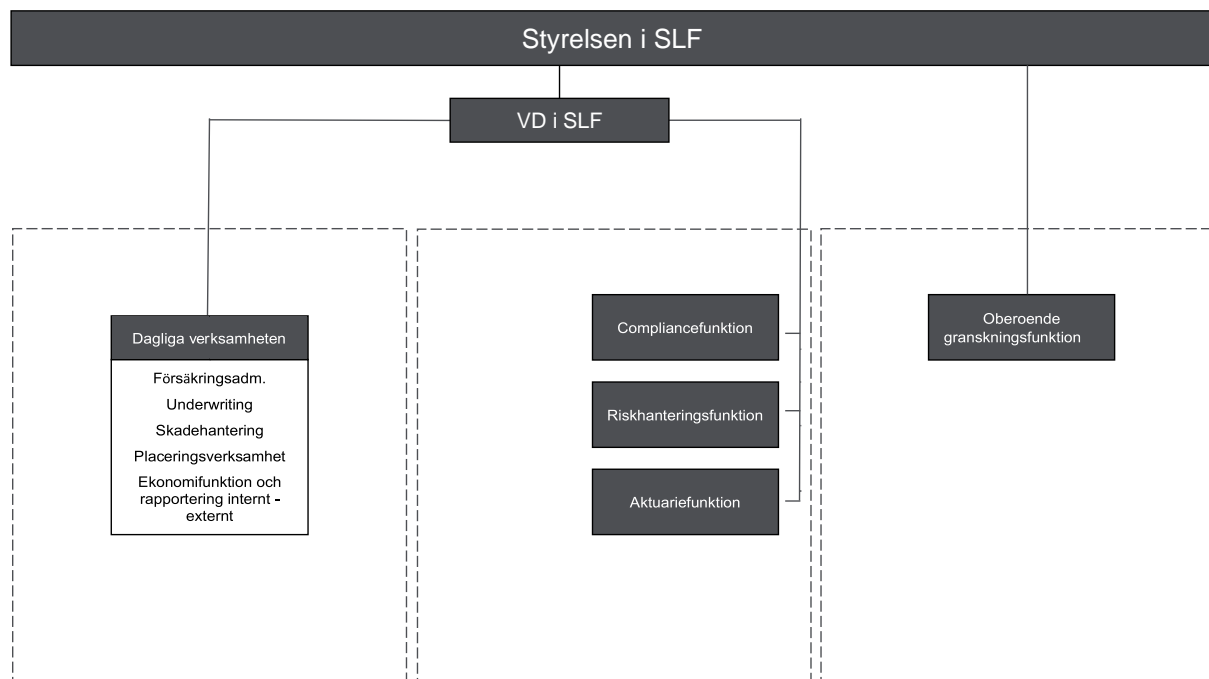 Styrelsen i SLF
VD i SLF
Dagliga verksamheten
Försäkringsadm.
Underwriting
Skadehantering
Placeringsverksamhet
Ekonomifunktion och
rapportering internt -
externt
Compliancefunktion
Riskhanteringsfunktion
Aktuariefunktion
Oberoende
granskningsfunktion